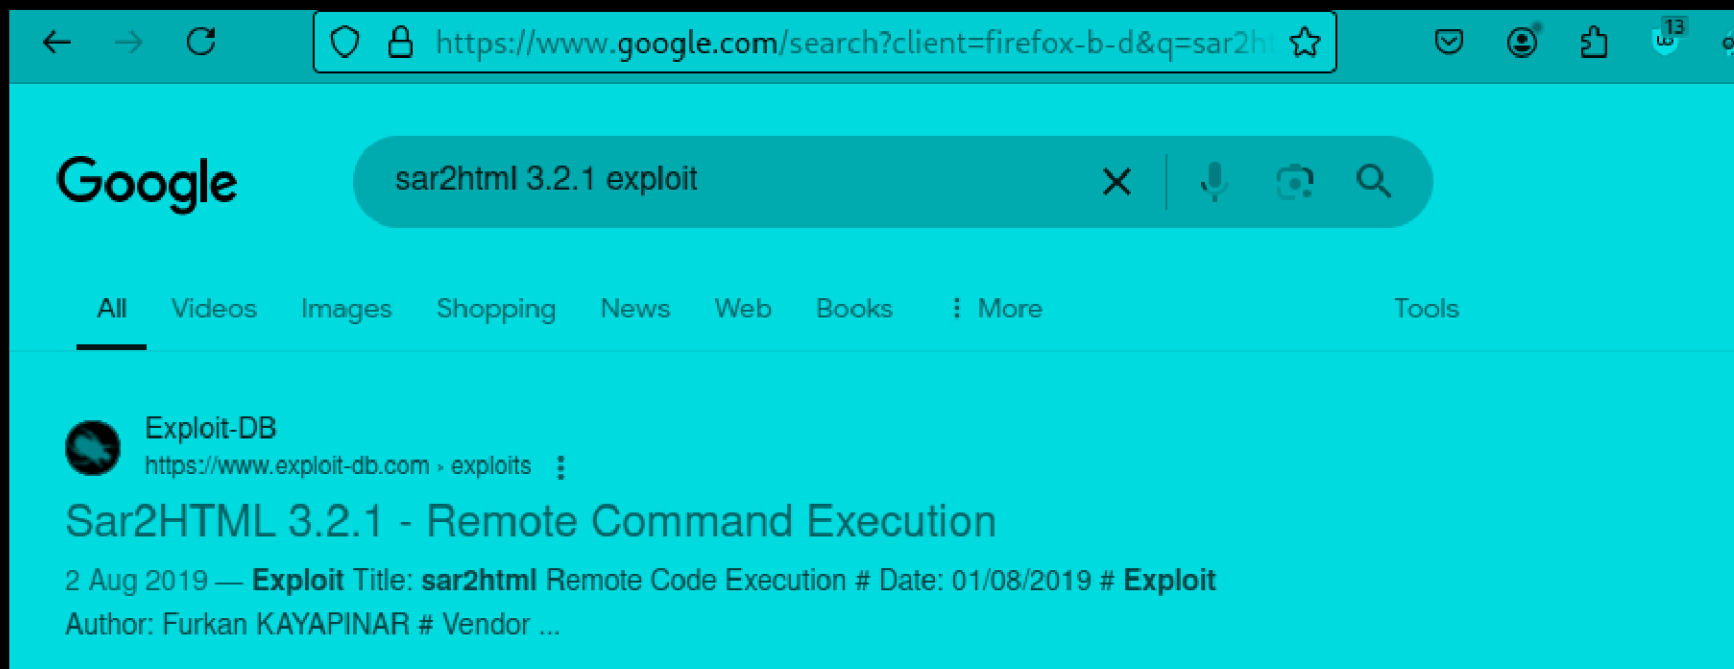 https://www.google.com/search?client=firefox-b-d&q=sar2h
13
Google
sar2html 3.2.1 exploit
All Videos Images Shopping News Web Books More Tools
Exploit-DB
https://www.exploit-db.com › exploits
Sar2HTML 3.2.1 - Remote Command Execution
2 Aug 2019 — Exploit Title: sar2html Remote Code Execution # Date: 01/08/2019 # Exploit
Author: Furkan KAYAPINAR # Vendor ...